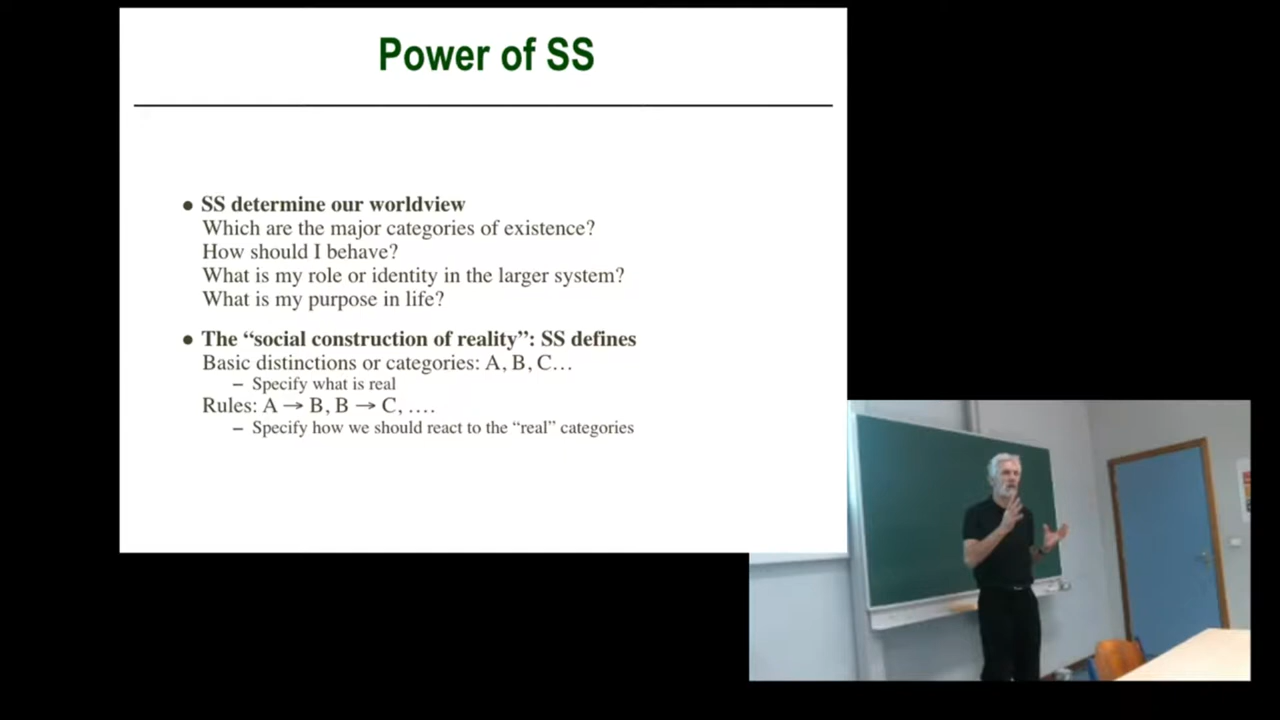 Power of SS
● SS determine our worldview
Which are the major categories of existence?
How should I behave?
What is my role or identity in the larger system?
What is my purpose in life?
● The “social construction of reality”: SS defines
Basic distinctions or categories: A, B, C…
– Specify what is real
Rules: A → B, B → C, ….
– Specify how we should react to the “real” categories